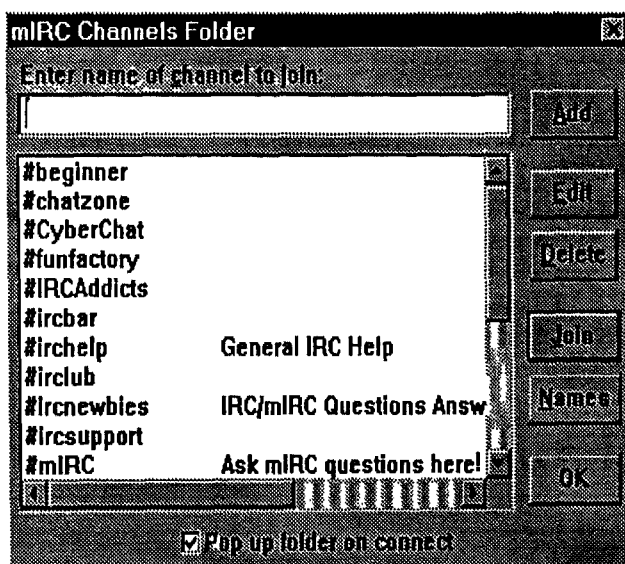 mIRC Channels Folder
Enter name of channel to join:
Add
#beginner
#chatzone
Edit
#CyberChat
#funfactory
Delete
#IRCAddicts
#ircbar
#irchelp General IRC Help
Join
#irclub
#Ircnewbies IRC/mIRC Questions Answ
Names
#ircsupport
#mIRC Ask mIRC questions here!
OK
Pop up folder on connect